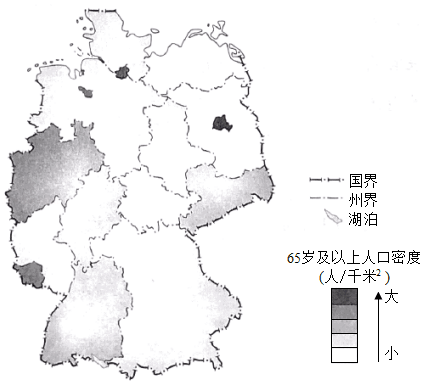 国界
州界
湖泊
65岁及以上人口密度
(人/千米²)
大
小